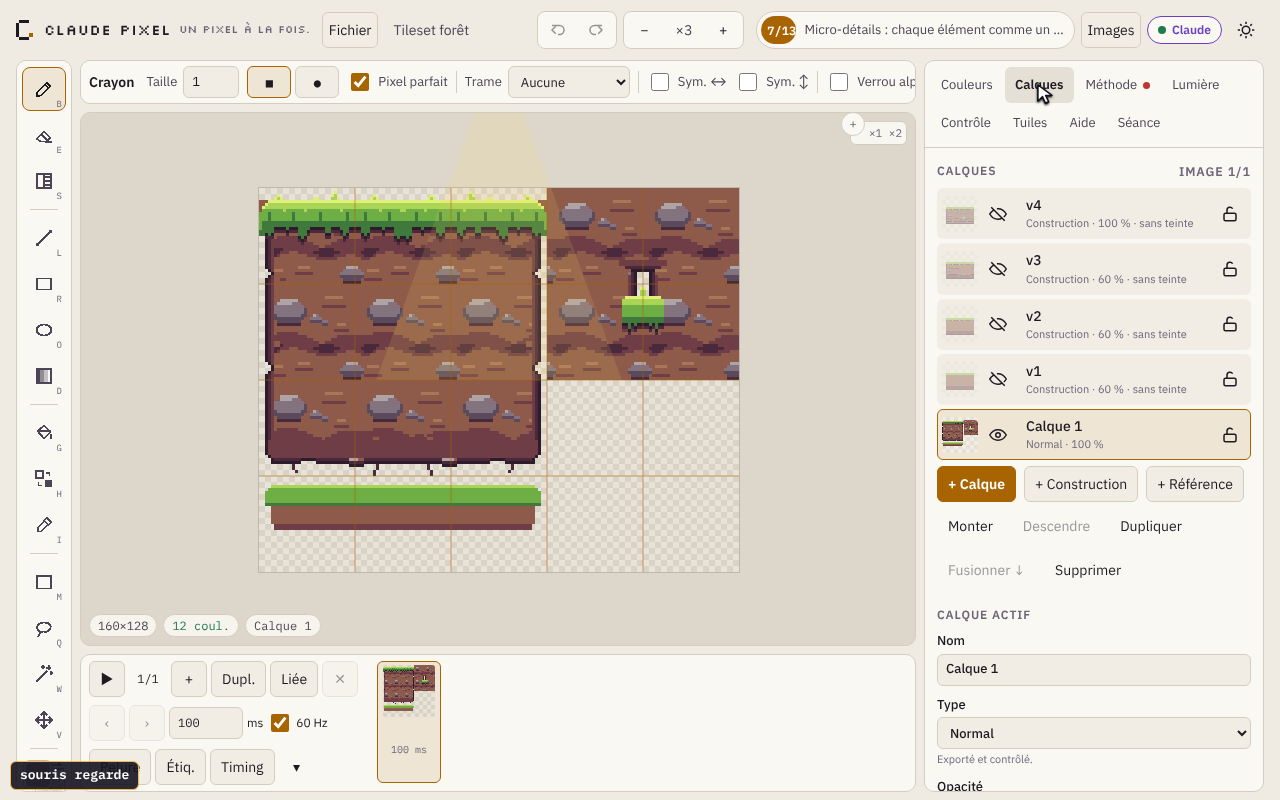 CLAUDE PIXEL UN PIXEL À LA FOIS. Fichier Tileset forêt − ×3 + 7/13 Micro-détails : chaque élément comme un ... Images Claude
B
E
S
L
R
O
D
G
H
I
M
Q
W
V
Crayon Taille 1 Pixel parfait Trame Aucune Sym. ↔ Sym. ↕ Verrou alp
+ ×1 ×2
160×128 12 coul. Calque 1
1/1 + Dupl. Liée ×
‹ › 100 ms 60 Hz
Étiq. Timing ▼
100 ms
souris regarde
Couleurs Calques Méthode Lumière
Contrôle Tuiles Aide Séance
CALQUES IMAGE 1/1
v4
Construction · 100 % · sans teinte
v3
Construction · 60 % · sans teinte
v2
Construction · 60 % · sans teinte
v1
Construction · 60 % · sans teinte
Calque 1
Normal · 100 %
+ Calque + Construction + Référence
Monter Descendre Dupliquer
Fusionner ↓ Supprimer
CALQUE ACTIF
Nom
Calque 1
Type
Normal
Exporté et contrôlé.
Opacité